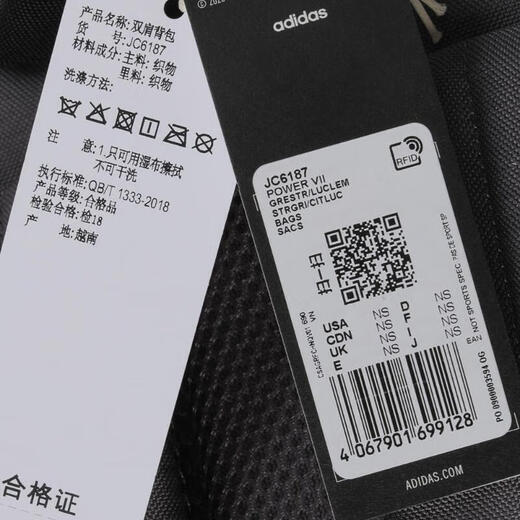 产品名称: 双肩背包
货 号: JC6187
材料成分: 主料: 织物
里料: 织物
洗涤方法:
注 意: 1.只可用湿布擦拭
不可干洗
执行标准: QB/T 1333-2018
产品等级: 合格品
检验合格: 检18
产 地: 越南
合格证
adidas
RFID
JC6187
POWER VII
GRESTR/LUCLEM
STRGRI/CITLUC
BAGS
SACS
VN
USA NS D NS
CDN NS F NS
UK NS I NS
E NS J NS
EAN NOT SPORTS SPEC
PO 0900003594
4 067901 699128
ADIDAS.COM